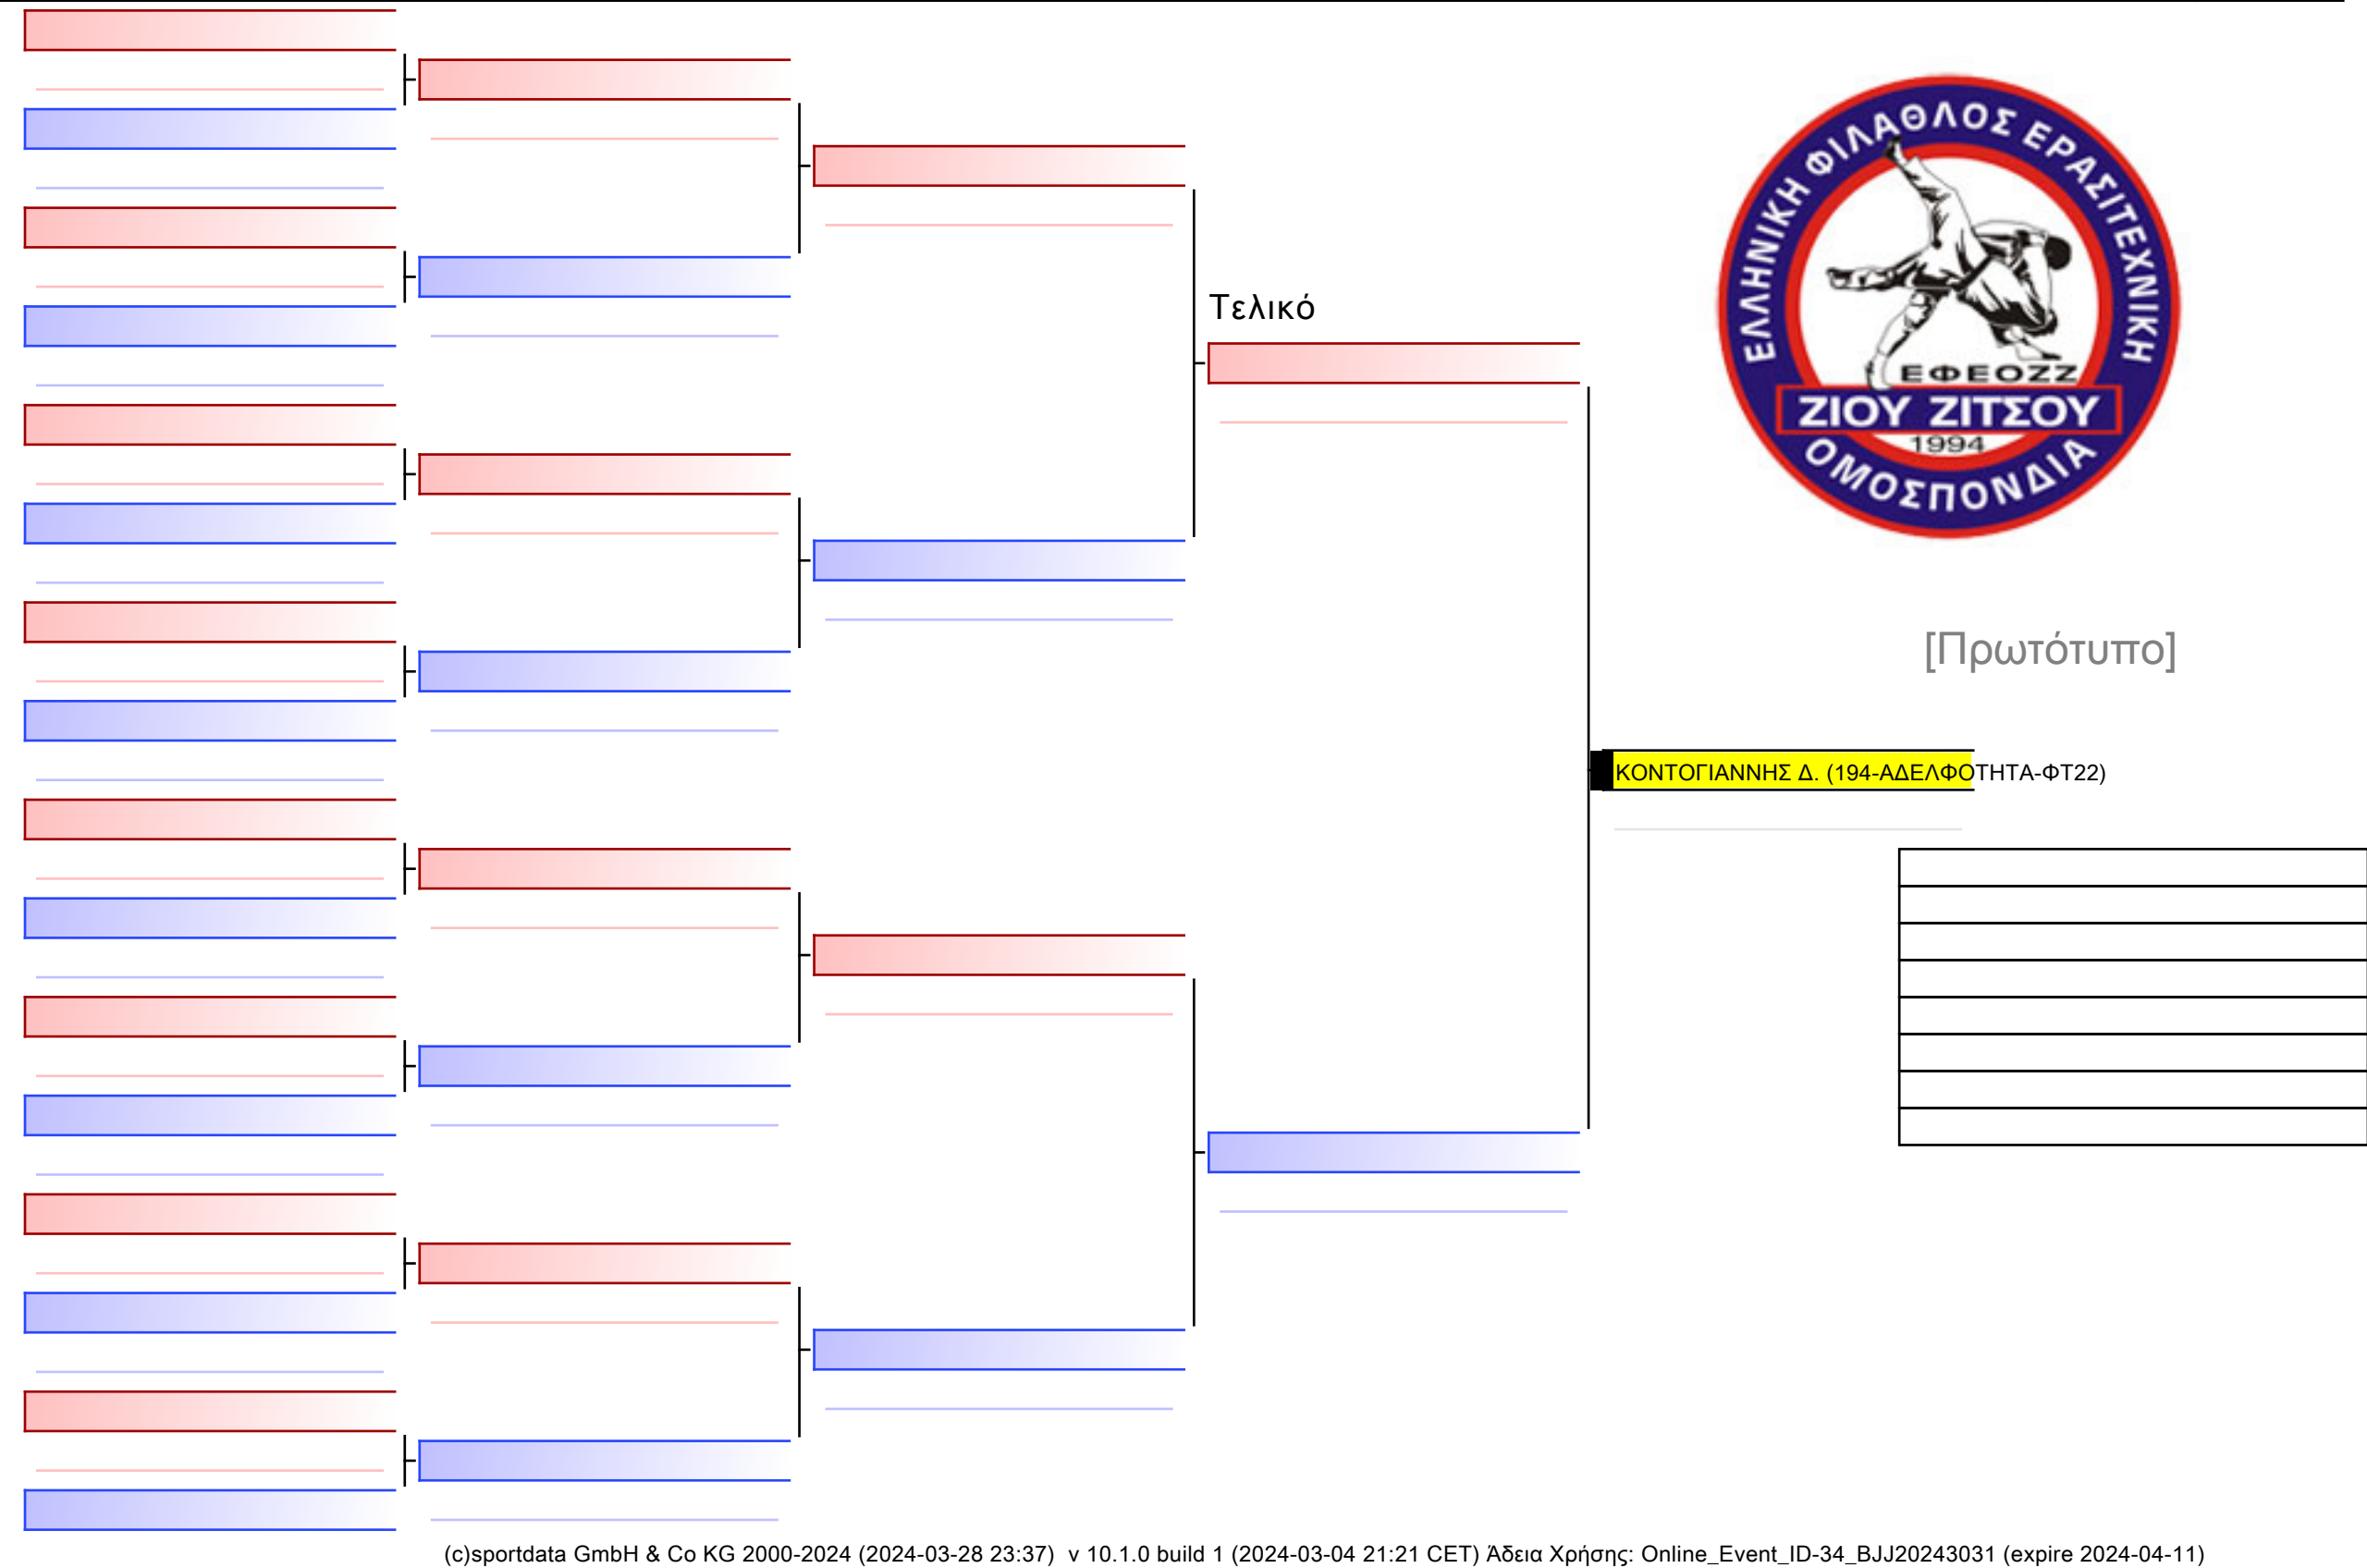 ΕΛΛΗΝΙΚΗ ΦΙΛΑΘΛΟΣ ΕΡΑΣΙΤΕΧΝΙΚΗ
Τελικό
ΕΦΕΟΖΖ
ΖΙΟΥ ΖΙΤΣΟΥ
1994
ΟΜΟΣΠΟΝΔΙΑ
[Πρωτότυπο]
ΚΟΝΤΟΓΙΑΝΝΗΣ Δ. (194-ΑΔΕΛΦΟΤΗΤΑ-ΦΤ22)
(c)sportdata GmbH & Co KG 2000-2024 (2024-03-28 23:37) v 10.1.0 build 1 (2024-03-04 21:21 CET) Άδεια Χρήσης: Online_Event_ID-34_BJJ20243031 (expire 2024-04-11)